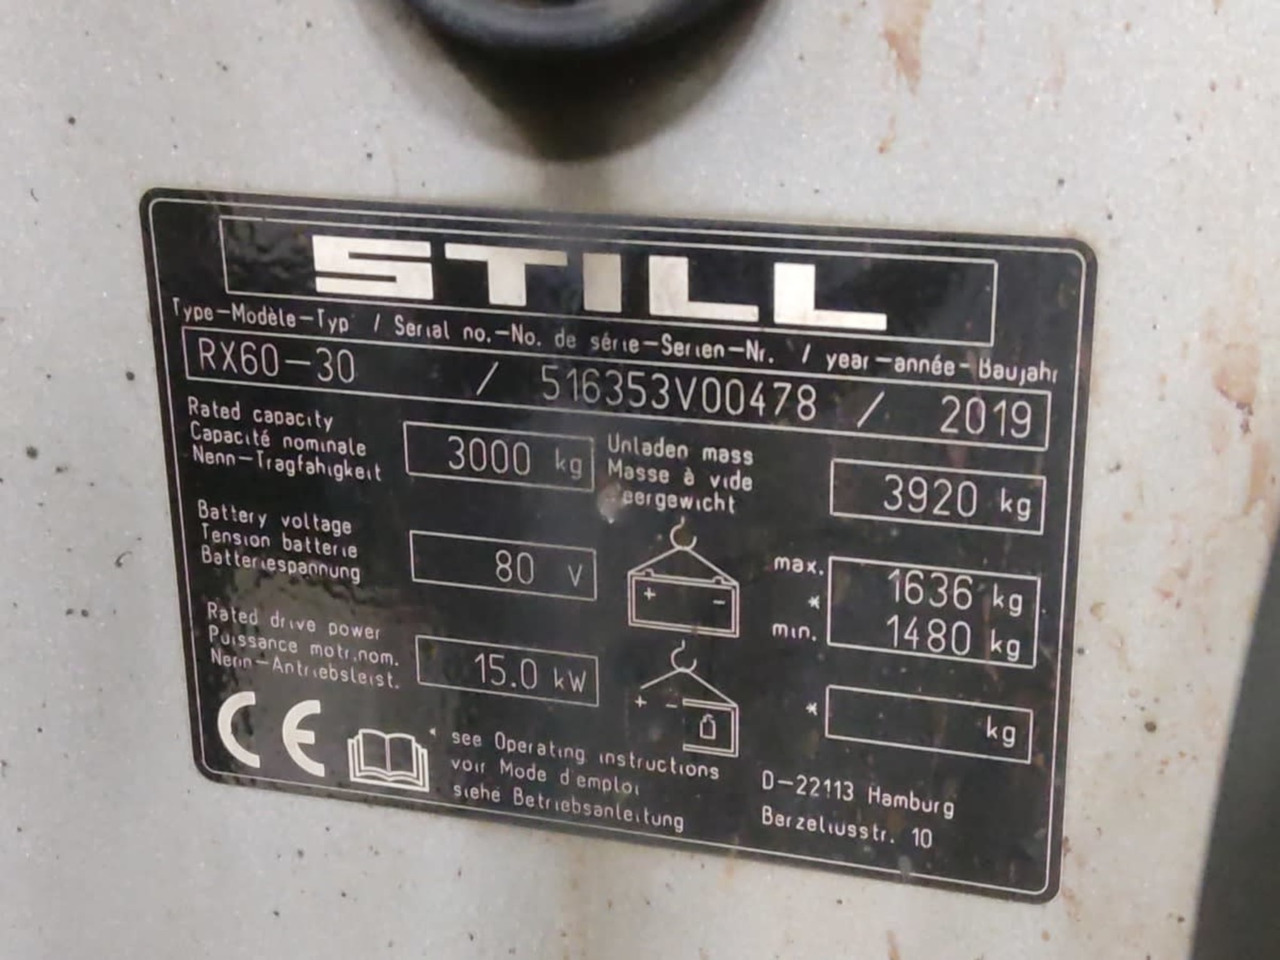 STILL
Type-Modèle-Typ / Serial no.-No. de série-Serien-Nr. / year-année-Baujahr
RX60-30 / 516353V00478 / 2019
Rated capacity
Capacité nominale
Nenn-Tragfähigkeit
3000 kg
Unladen mass
Masse à vide
eergewicht
3920 kg
Battery voltage
Tension batterie
Batteriespannung
80 V
+ -
max. 1636 kg
*
min. 1480 kg
Rated drive power
Puissance motr.nom.
Nenn-Antriebsleist.
15.0 kW
+ -
* kg
CE
* see Operating instructions
voir Mode d'emploi
siehe Betriebsanleitung
D-22113 Hamburg
Berzeliusstr. 10